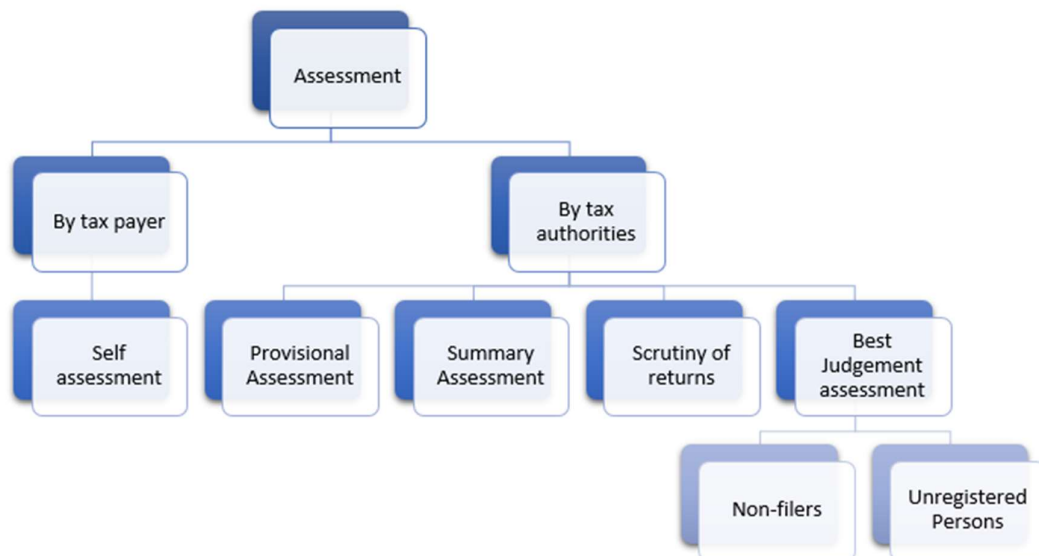 Assessment
By tax payer
By tax
authorities
Self
assessment
Provisional
Assessment
Summary
Assessment
Scrutiny of
returns
Best
Judgement
assessment
Non-filers
Unregistered
Persons